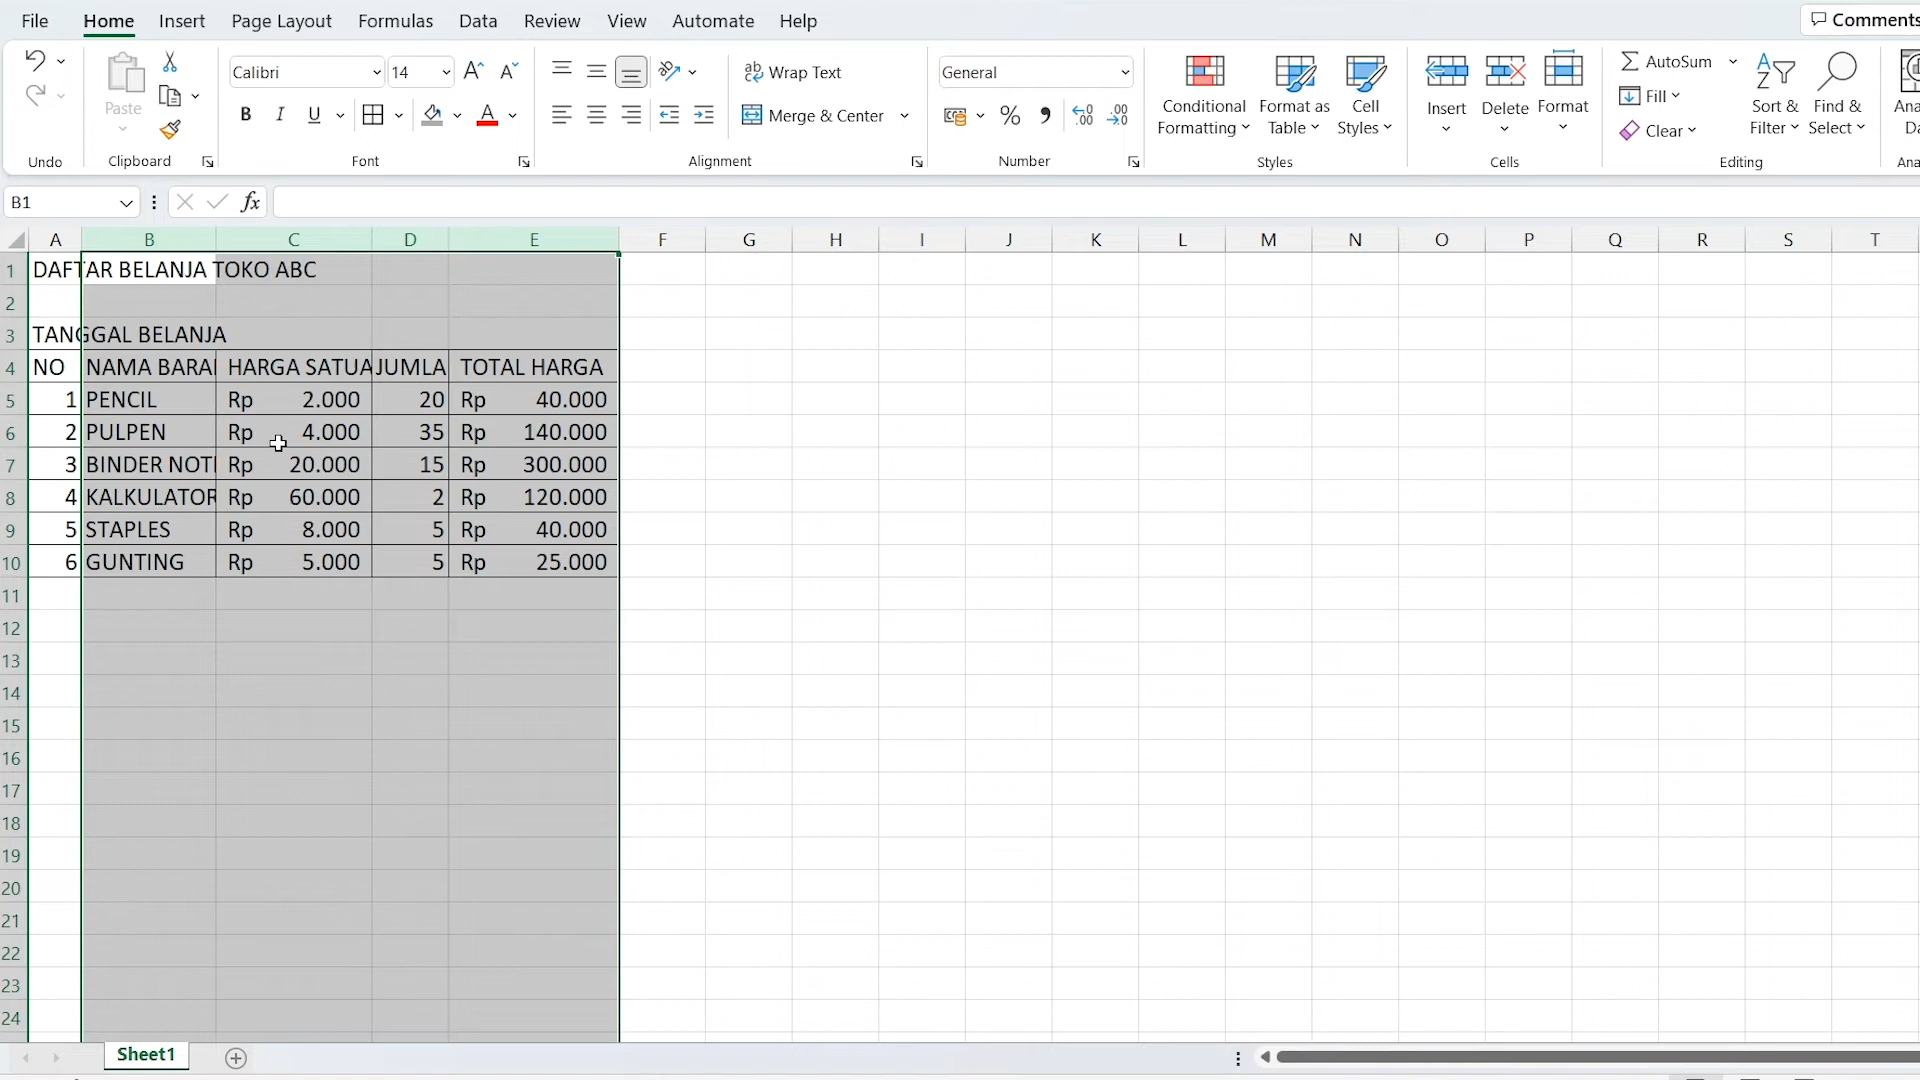 File Home Insert Page Layout Formulas Data Review View Automate Help Comments
Calibri 14 Wrap Text General AutoSum
Paste B I U Merge & Center % Conditional Formatting Format as Table Cell Styles Insert Delete Format Fill Clear Sort & Filter Find & Select
Undo Clipboard Font Alignment Number Styles Cells Editing
B1 fx
A B C D E F G H I J K L M N O P Q R S T
1 DAFTAR BELANJA TOKO ABC
2
3 TANGGAL BELANJA
4 NO NAMA BARA HARGA SATUA JUMLA TOTAL HARGA
5 1 PENCIL Rp 2.000 20 Rp 40.000
6 2 PULPEN Rp 4.000 35 Rp 140.000
7 3 BINDER NOT Rp 20.000 15 Rp 300.000
8 4 KALKULATOR Rp 60.000 2 Rp 120.000
9 5 STAPLES Rp 8.000 5 Rp 40.000
10 6 GUNTING Rp 5.000 5 Rp 25.000
11
12
13
14
15
16
17
18
19
20
21
22
23
24
Sheet1